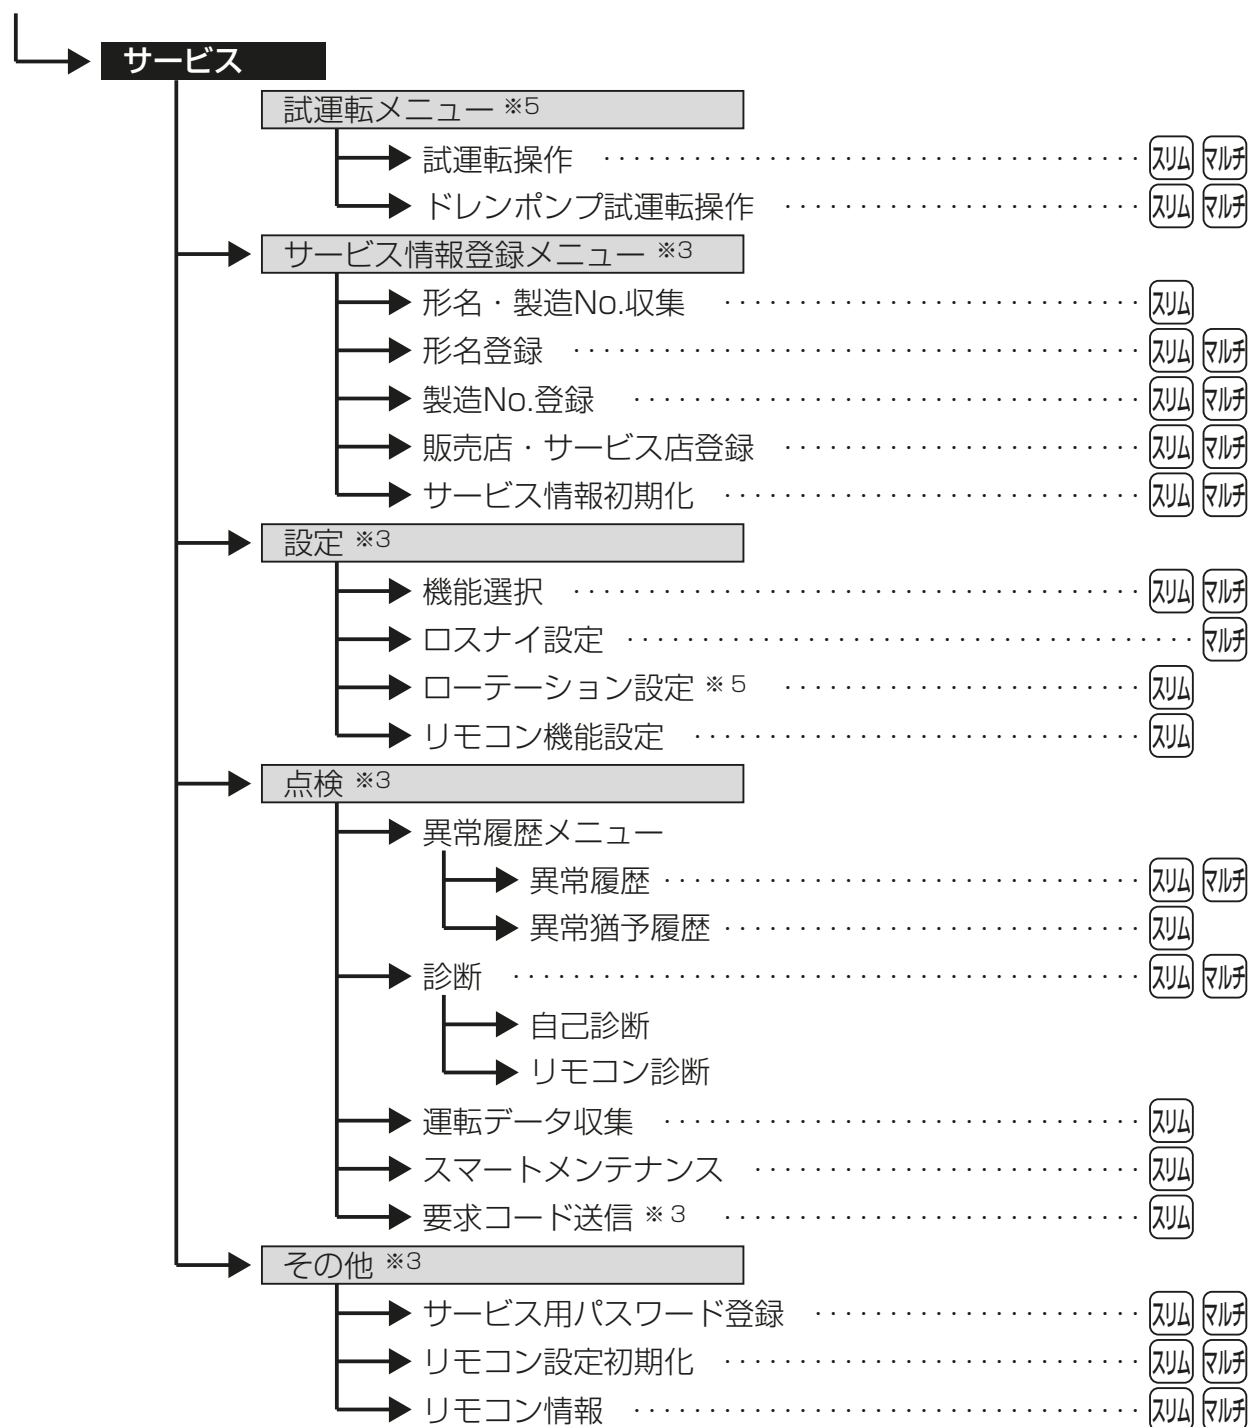 サービス
試運転メニュー ※5
試運転操作 ････････････････････････････････････ スリム マルチ
ドレンポンプ試運転操作 ････････････････････････ スリム マルチ
サービス情報登録メニュー ※3
形名・製造No.収集 ････････････････････････････ スリム
形名登録 ･･････････････････････････････････････ スリム マルチ
製造No.登録 ･･････････････････････････････････ スリム マルチ
販売店・サービス店登録 ････････････････････････ スリム マルチ
サービス情報初期化 ････････････････････････････ スリム マルチ
設定 ※3
機能選択 ･･････････････････････････････････････ スリム マルチ
ロスナイ設定 ･･････････････････････････････････････ マルチ
ローテーション設定 ※5 ････････････････････････ スリム
リモコン機能設定 ･･････････････････････････････ スリム
点検 ※3
異常履歴メニュー
異常履歴 ････････････････････････････････ スリム マルチ
異常猶予履歴 ････････････････････････････ スリム
診断 ･･････････････････････････････････････････ スリム マルチ
自己診断
リモコン診断
運転データ収集 ････････････････････････････････ スリム
スマートメンテナンス ･･････････････････････････ スリム
要求コード送信 ※3 ････････････････････････････ スリム
その他 ※3
サービス用パスワード登録 ･･････････････････････ スリム マルチ
リモコン設定初期化 ････････････････････････････ スリム マルチ
リモコン情報 ･･････････････････････････････････ スリム マルチ